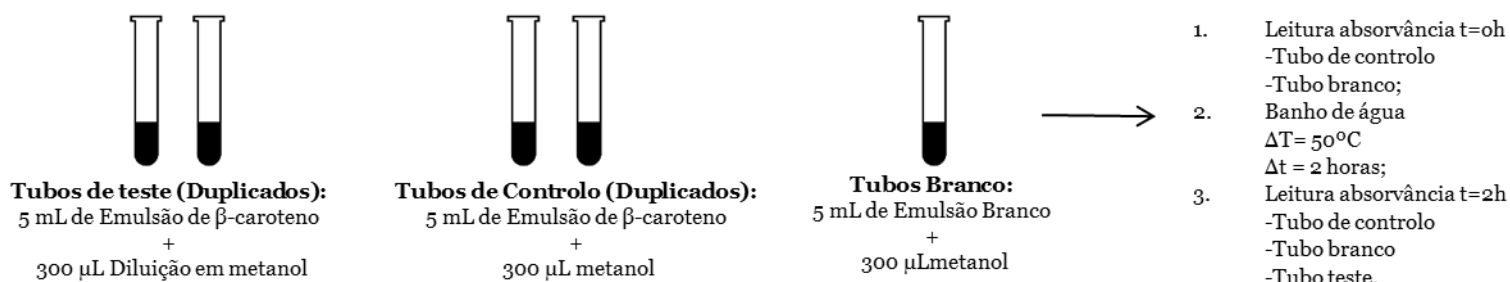 Tubos de teste (Duplicados):
5 mL de Emulsão de β-caroteno
+
300 µL Diluição em metanol
Tubos de Controlo (Duplicados):
5 mL de Emulsão de β-caroteno
+
300 µL metanol
Tubos Branco:
5 mL de Emulsão Branco
+
300 µLmetanol
1. Leitura absorvância t=0h
-Tubo de controlo
-Tubo branco;
2. Banho de água
ΔT= 50ºC
Δt = 2 horas;
3. Leitura absorvância t=2h
-Tubo de controlo
-Tubo branco
-Tubo teste.